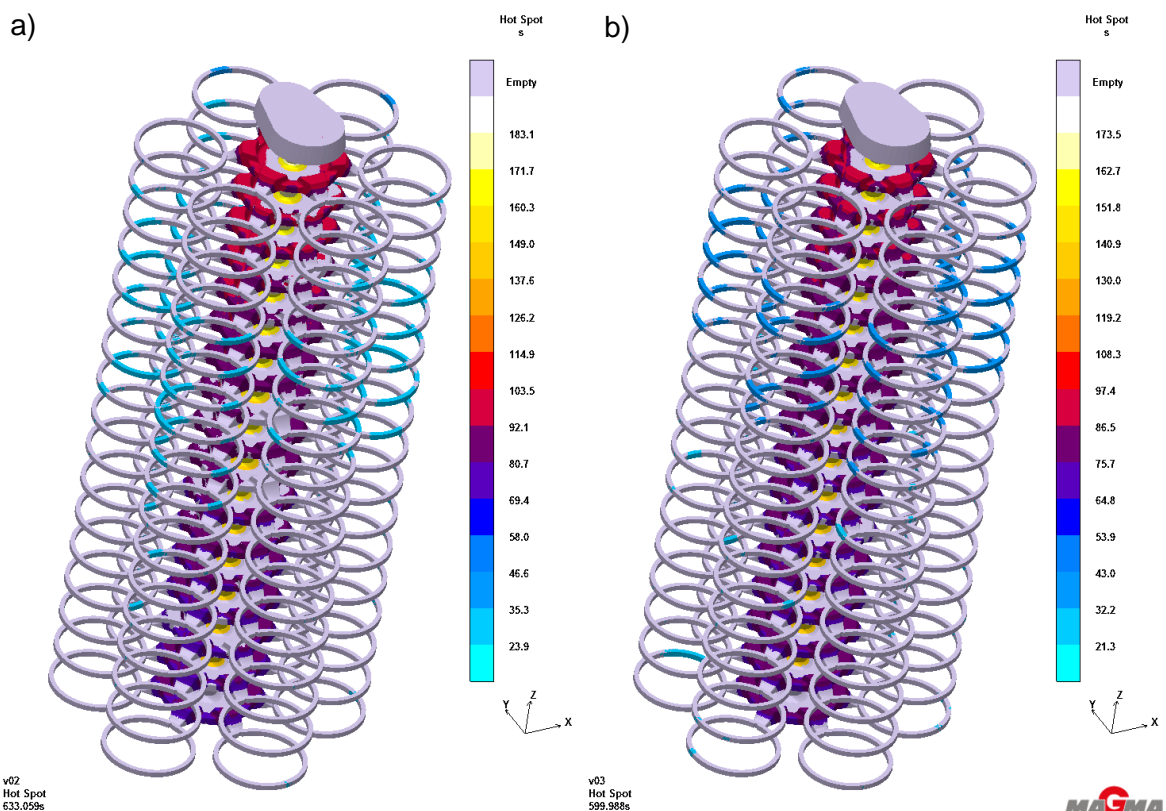 a)
Hot Spot
s
Empty
183.1
171.7
160.3
149.0
137.6
126.2
114.9
103.5
92.1
80.7
69.4
58.0
46.6
35.3
23.9
Z
Y
X
v02
Hot Spot
633.059s
b)
Hot Spot
s
Empty
173.5
162.7
151.8
140.9
130.0
119.2
108.3
97.4
86.5
75.7
64.8
53.9
43.0
32.2
21.3
Z
Y
X
v03
Hot Spot
599.988s
MAGMA